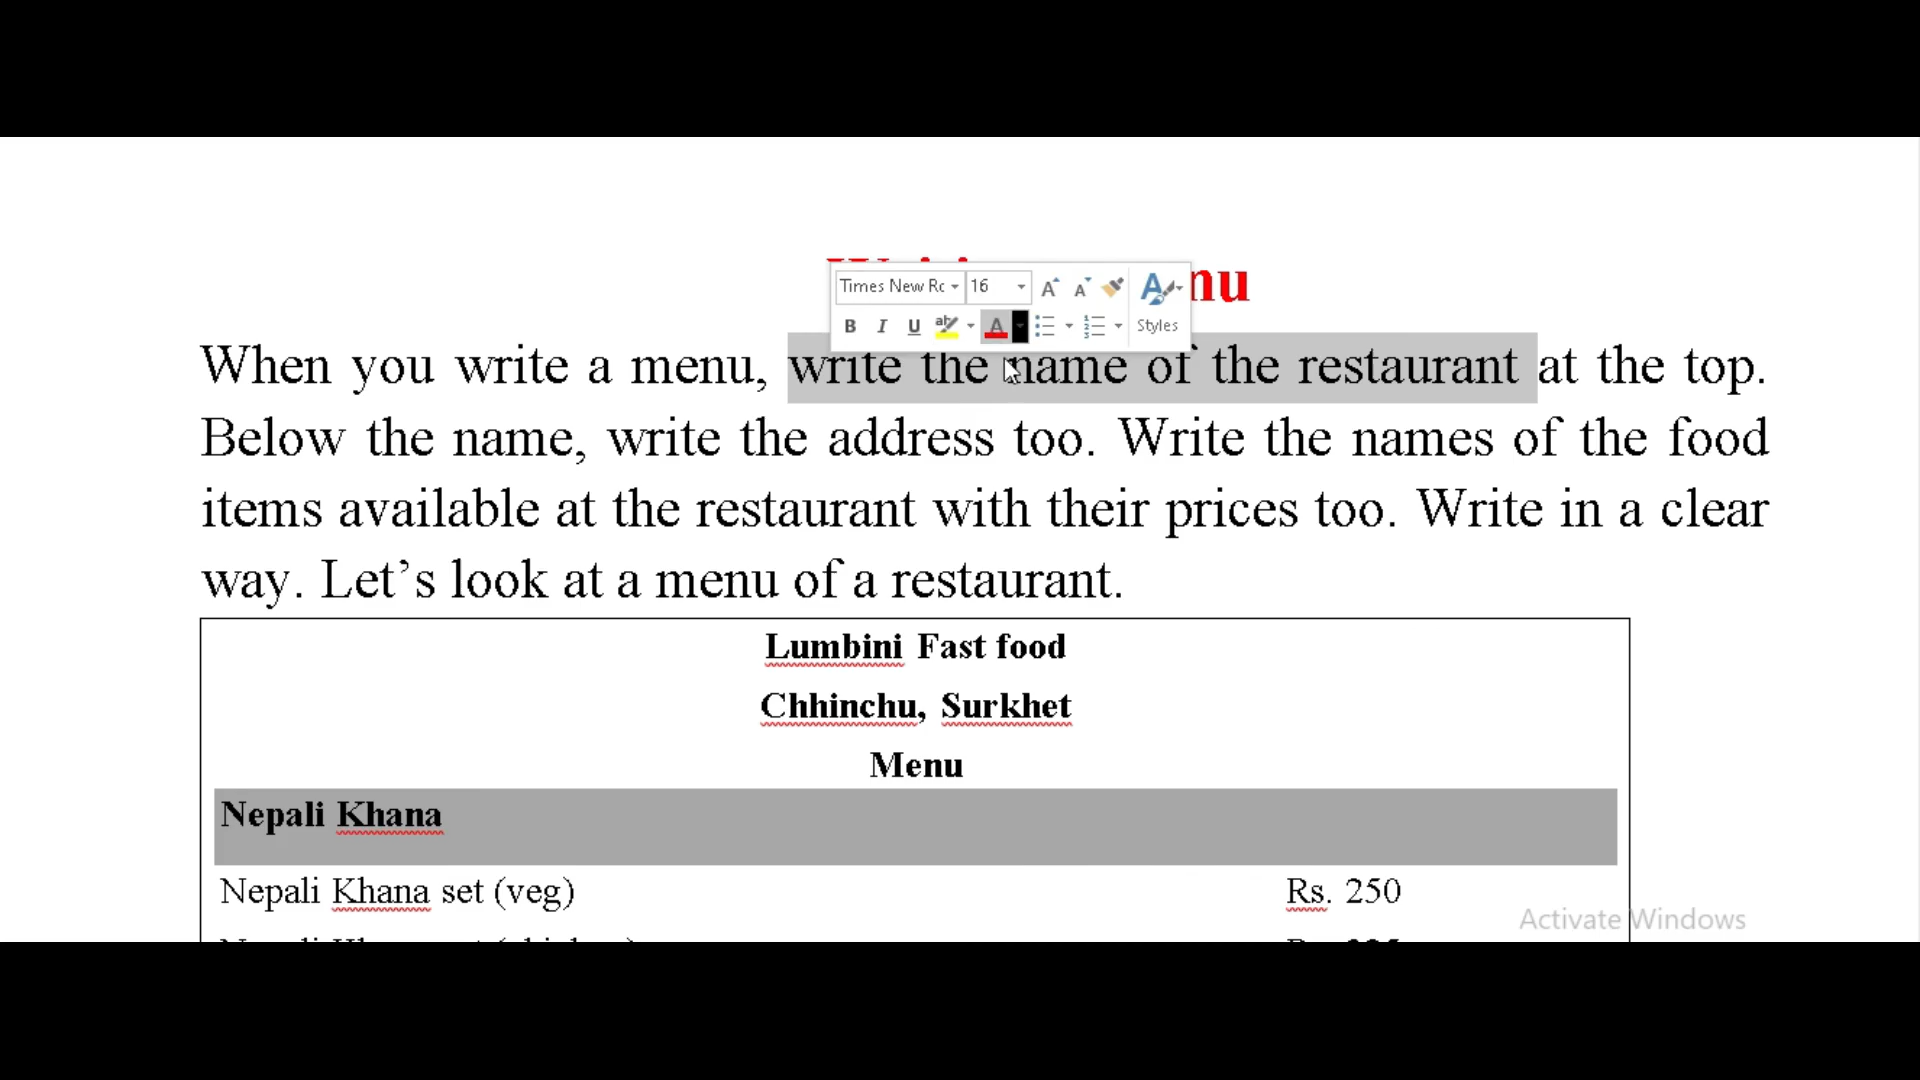 nu
Times New Rc 16
B I U Styles
When you write a menu, write the name of the restaurant at the top.
Below the name, write the address too. Write the names of the food
items available at the restaurant with their prices too. Write in a clear
way. Let’s look at a menu of a restaurant.
Lumbini Fast food
Chhinchu, Surkhet
Menu
Nepali Khana
Nepali Khana set (veg) Rs. 250
Activate Windows